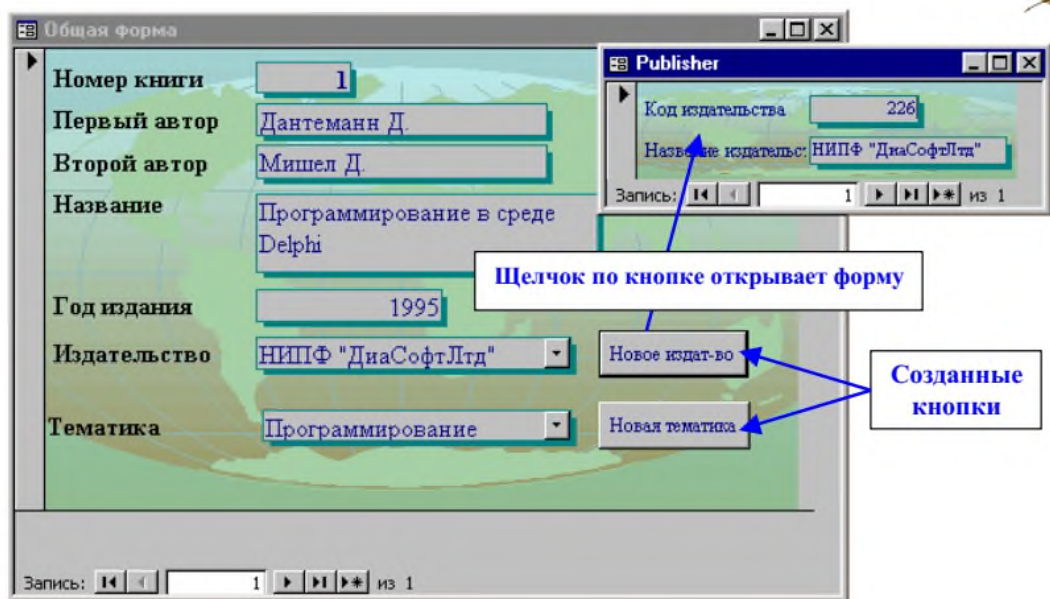 Общая форма
Номер книги 1
Первый автор Дантеманн Д.
Второй автор Мишел Д.
Название Программирование в среде
Delphi
Год издания 1995
Издательство НИПФ "ДиаСофтЛтд" Новое издат-во
Тематика Программирование Новая тематика
Запись: 1 из 1
Publisher
Код издательства 226
Название издательс: НИПФ "ДиаСофтЛтд"
Запись: 1 из 1
Щелчок по кнопке открывает форму
Созданные
кнопки